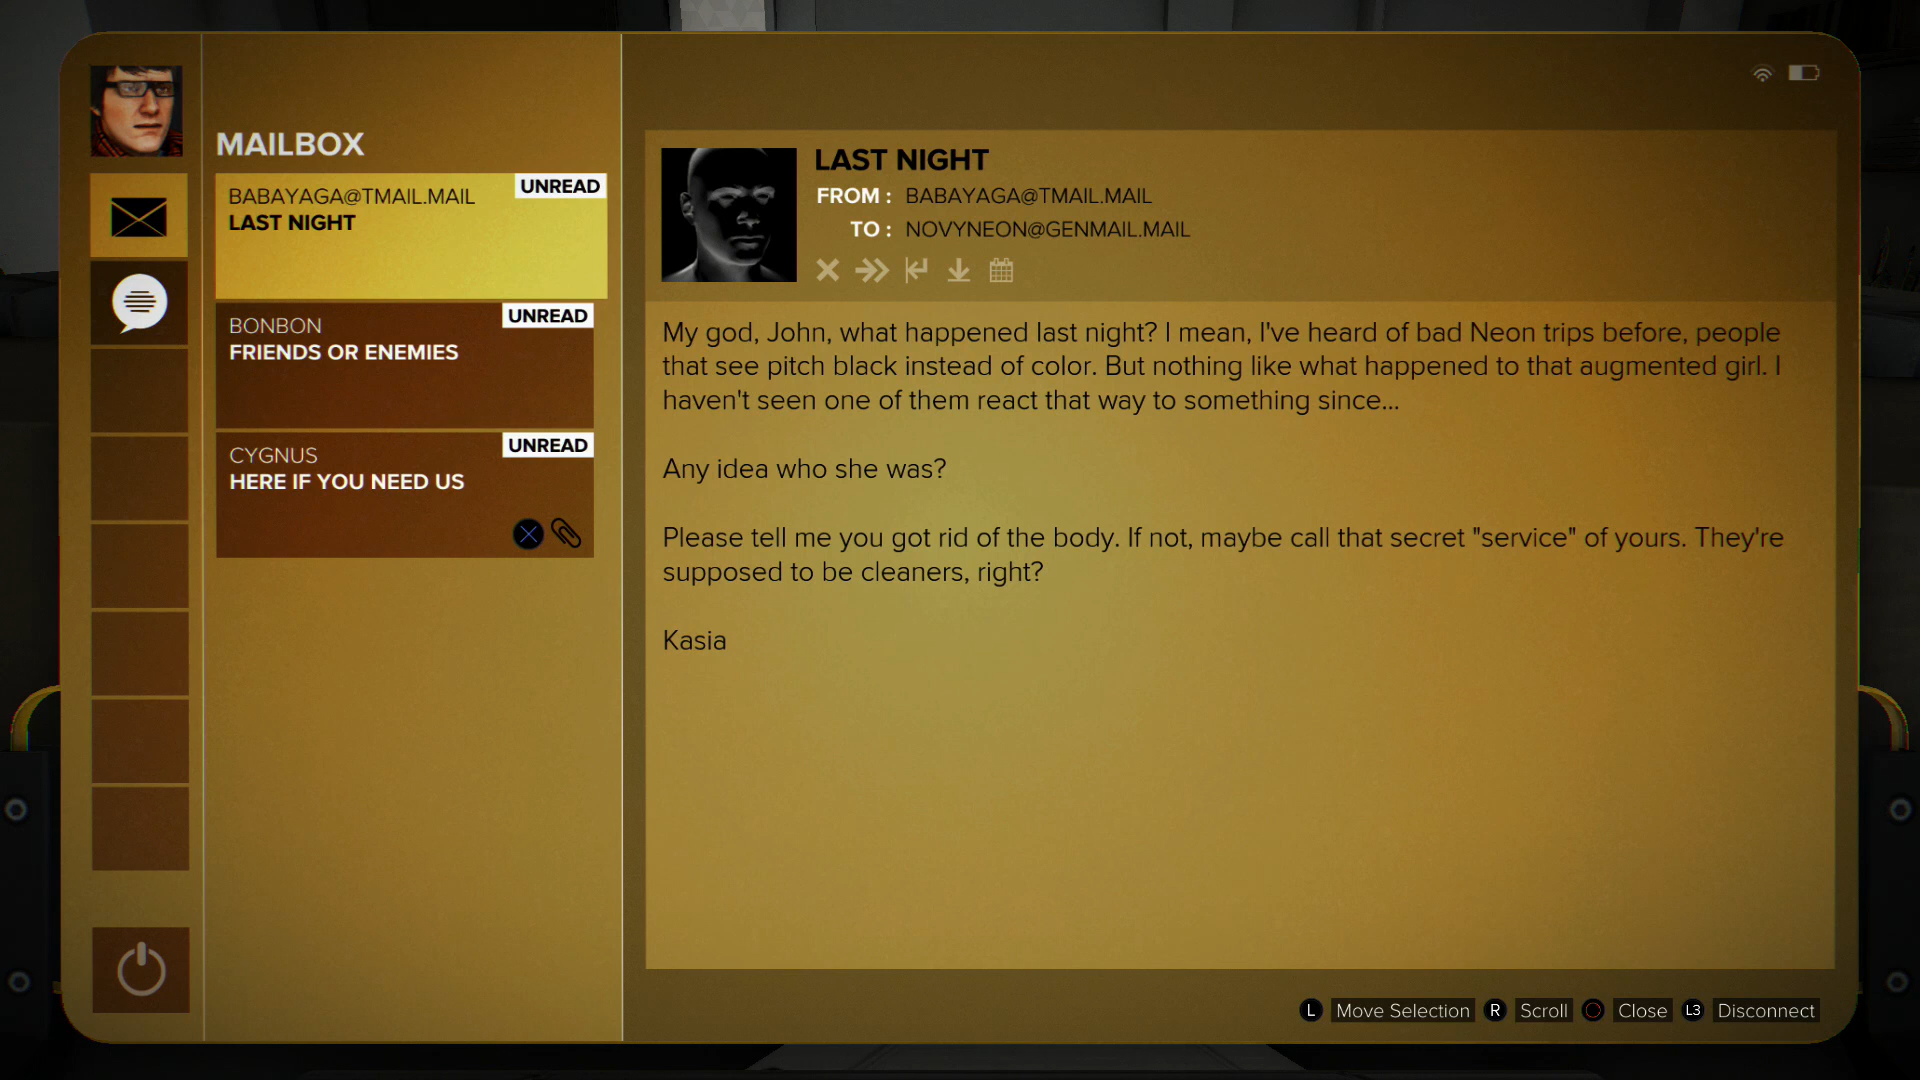 MAILBOX
BABAYAGA@TMAIL.MAIL
UNREAD
LAST NIGHT
BONBON
UNREAD
FRIENDS OR ENEMIES
CYGNUS
UNREAD
HERE IF YOU NEED US
LAST NIGHT
FROM : BABAYAGA@TMAIL.MAIL
TO : NOVYNEON@GENMAIL.MAIL
My god, John, what happened last night? I mean, I've heard of bad Neon trips before, people
that see pitch black instead of color. But nothing like what happened to that augmented girl. I
haven't seen one of them react that way to something since...
Any idea who she was?
Please tell me you got rid of the body. If not, maybe call that secret "service" of yours. They're
supposed to be cleaners, right?
Kasia
L Move Selection R Scroll Close L3 Disconnect